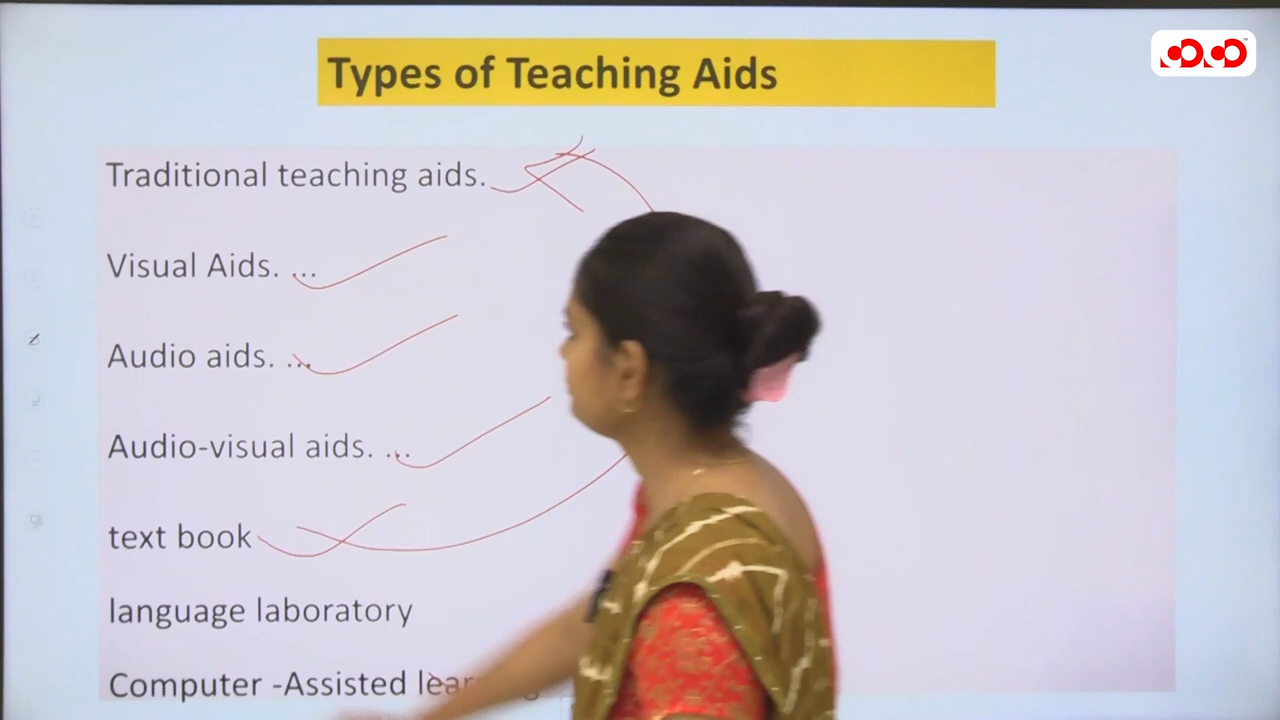 Types of Teaching Aids
Traditional teaching aids.
Visual Aids. ...
Audio aids. ...
Audio-visual aids. ...
text book
language laboratory
Computer -Assisted